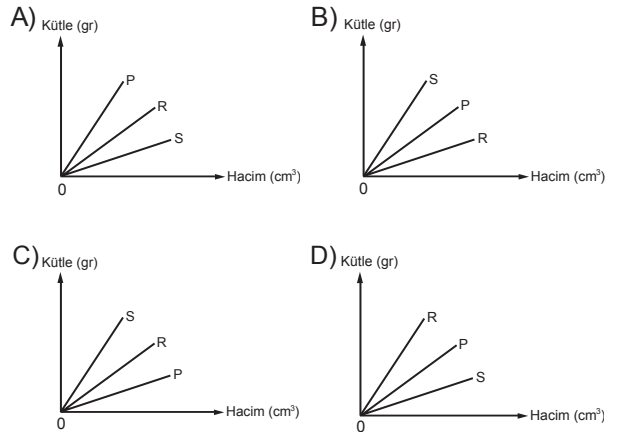 A) Kütle (gr)
P
R
S
0
Hacim (cm³)
B) Kütle (gr)
S
P
R
0
Hacim (cm³)
C) Kütle (gr)
S
R
P
0
Hacim (cm³)
D) Kütle (gr)
R
P
S
0
Hacim (cm³)